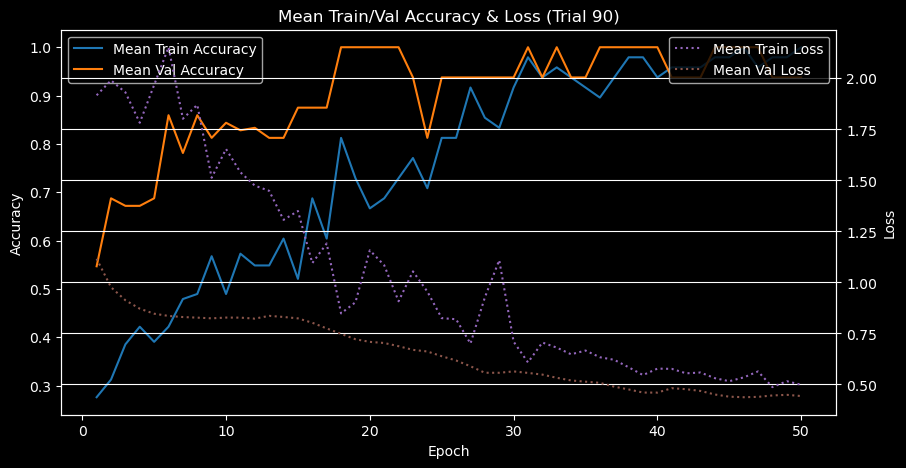 Mean Train/Val Accuracy & Loss (Trial 90)
Mean Train Accuracy
Mean Val Accuracy
Mean Train Loss
Mean Val Loss
1.0
0.9
0.8
0.7
0.6
0.5
0.4
0.3
Accuracy
2.00
1.75
1.50
1.25
1.00
0.75
0.50
Loss
0 10 20 30 40 50
Epoch